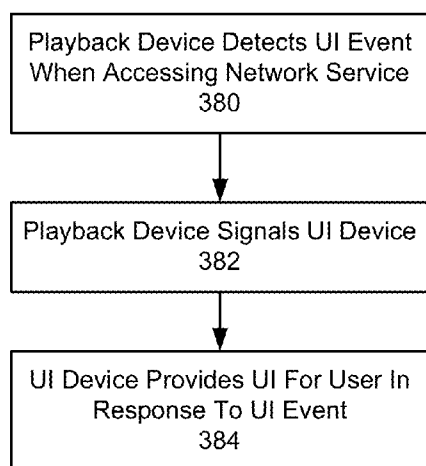 Playback Device Detects UI Event
When Accessing Network Service
380
Playback Device Signals UI Device
382
UI Device Provides UI For User In
Response To UI Event
384